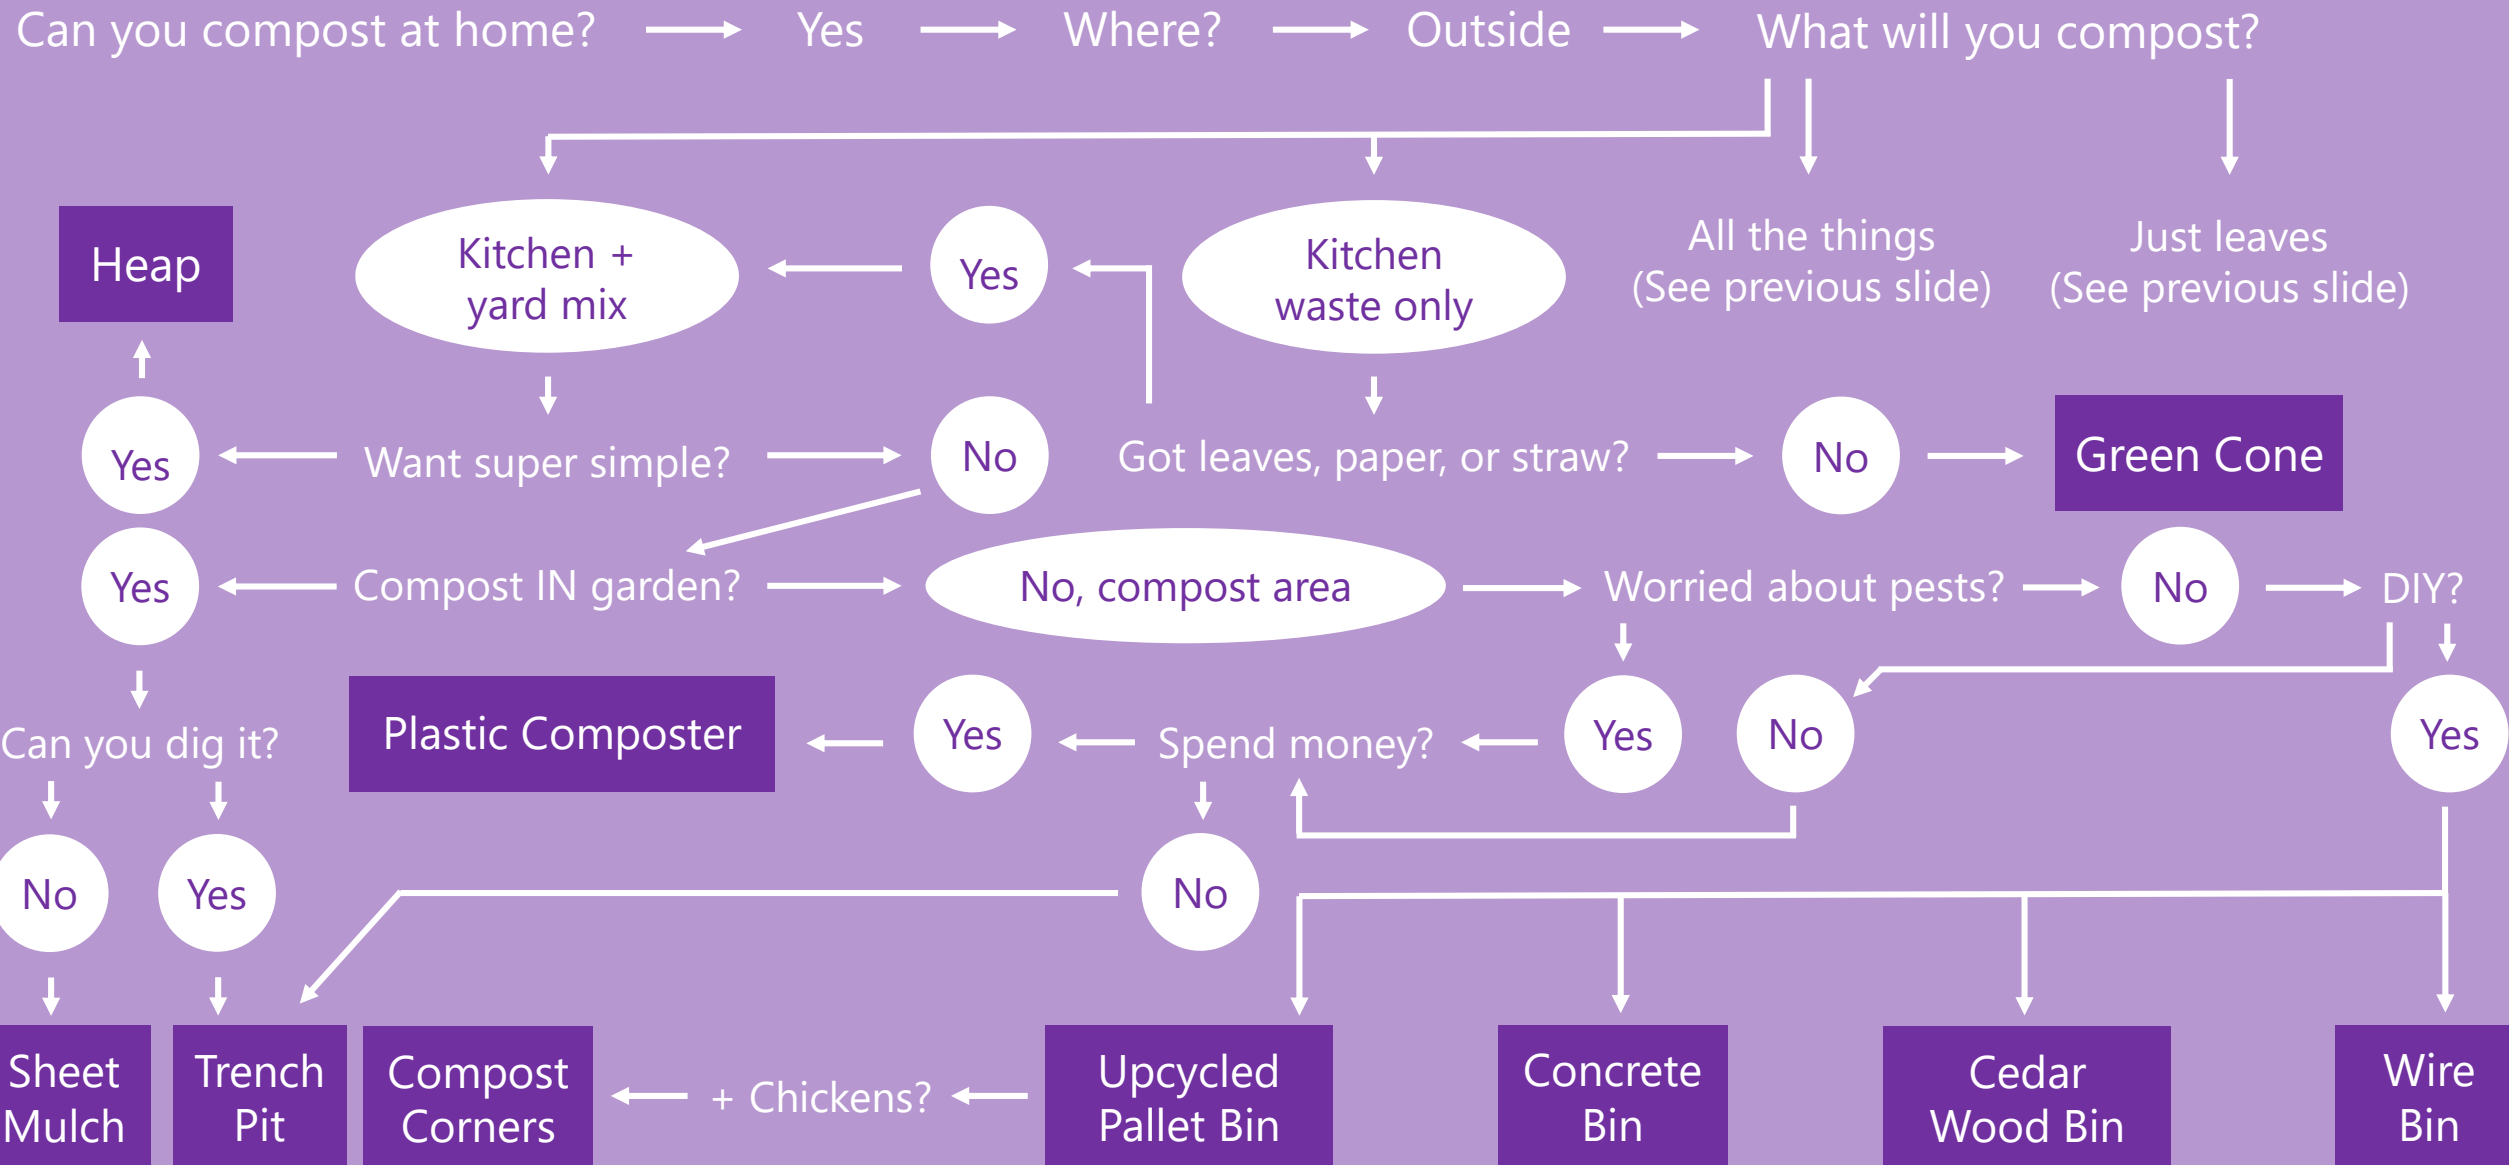 Can you compost at home?
Yes
Where?
Outside
What will you compost?
Heap
Kitchen +
yard mix
Yes
Kitchen
waste only
All the things
(See previous slide)
Just leaves
(See previous slide)
Yes
Want super simple?
No
Got leaves, paper, or straw?
No
Green Cone
Yes
Compost IN garden?
No, compost area
Worried about pests?
No
DIY?
Can you dig it?
Plastic Composter
Yes
Spend money?
Yes
No
Yes
No
Yes
No
Sheet
Mulch
Trench
Pit
Compost
Corners
+ Chickens?
Upcycled
Pallet Bin
Concrete
Bin
Cedar
Wood Bin
Wire
Bin